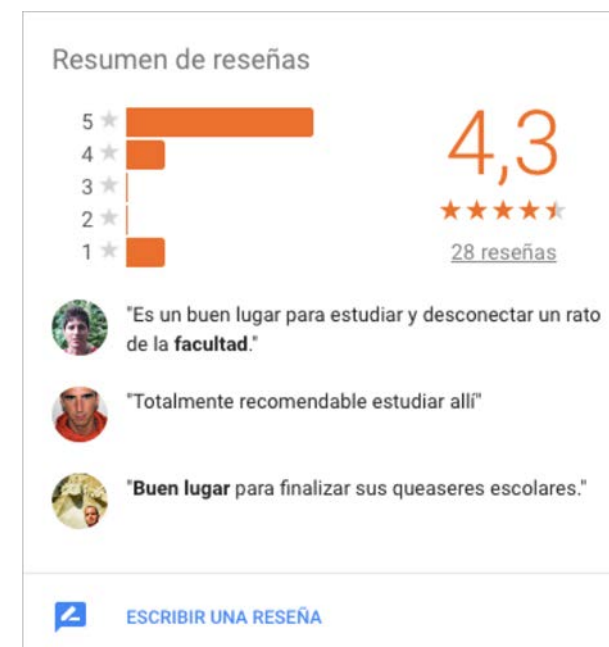 Resumen de reseñas
5
4
3
2
1
4,3
28 reseñas
"Es un buen lugar para estudiar y desconectar un rato
de la facultad."
"Totalmente recomendable estudiar allí"
"Buen lugar para finalizar sus queaseres escolares."
ESCRIBIR UNA RESEÑA